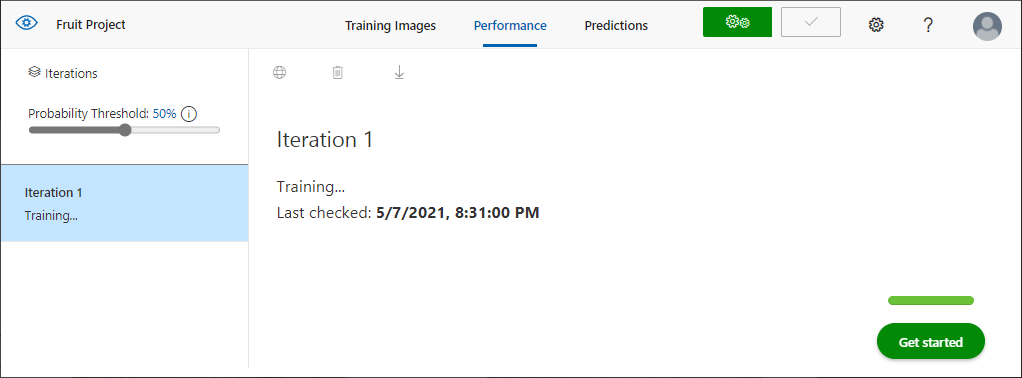 Fruit Project
Training Images
Performance
Predictions
?
Iterations
Probability Threshold: 50% i
Iteration 1
Training...
Iteration 1
Training...
Last checked: 5/7/2021, 8:31:00 PM
Get started